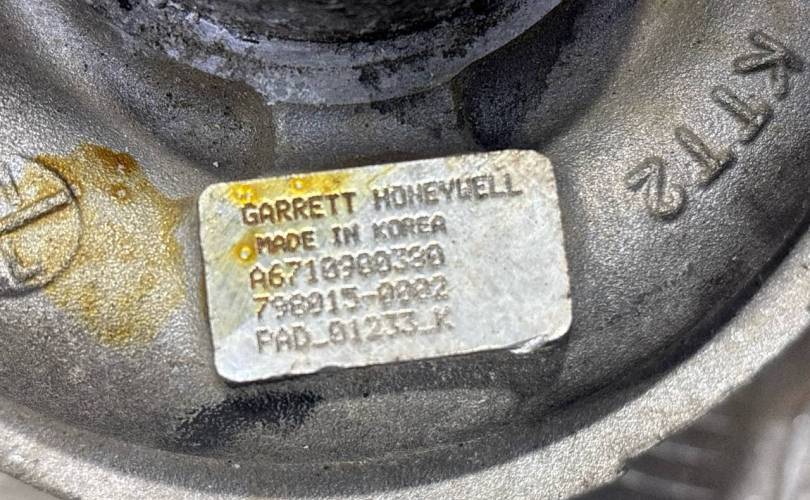 GARRETT HONEYWELL
MADE IN KOREA
A6710900380
798015-0002
PAD_01233_K
KTT2